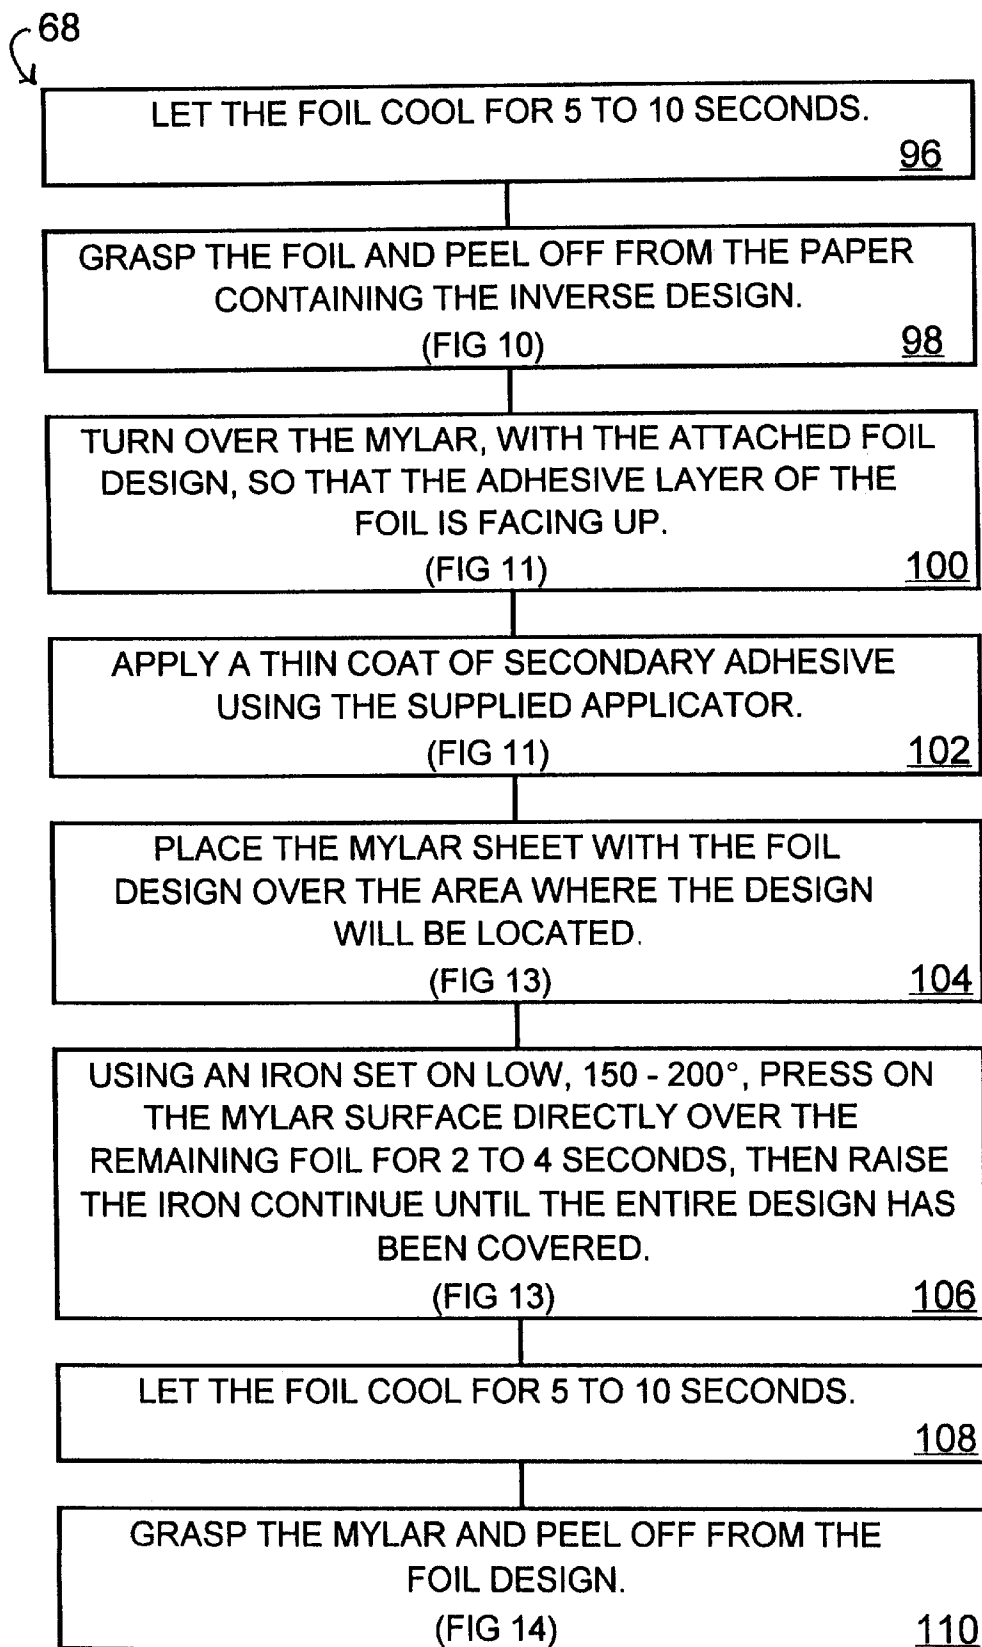 68
LET THE FOIL COOL FOR 5 TO 10 SECONDS.
96
GRASP THE FOIL AND PEEL OFF FROM THE PAPER
CONTAINING THE INVERSE DESIGN.
(FIG 10)
98
TURN OVER THE MYLAR, WITH THE ATTACHED FOIL
DESIGN, SO THAT THE ADHESIVE LAYER OF THE
FOIL IS FACING UP.
(FIG 11)
100
APPLY A THIN COAT OF SECONDARY ADHESIVE
USING THE SUPPLIED APPLICATOR.
(FIG 11)
102
PLACE THE MYLAR SHEET WITH THE FOIL
DESIGN OVER THE AREA WHERE THE DESIGN
WILL BE LOCATED.
(FIG 13)
104
USING AN IRON SET ON LOW, 150 - 200°, PRESS ON
THE MYLAR SURFACE DIRECTLY OVER THE
REMAINING FOIL FOR 2 TO 4 SECONDS, THEN RAISE
THE IRON CONTINUE UNTIL THE ENTIRE DESIGN HAS
BEEN COVERED.
(FIG 13)
106
LET THE FOIL COOL FOR 5 TO 10 SECONDS.
108
GRASP THE MYLAR AND PEEL OFF FROM THE
FOIL DESIGN.
(FIG 14)
110